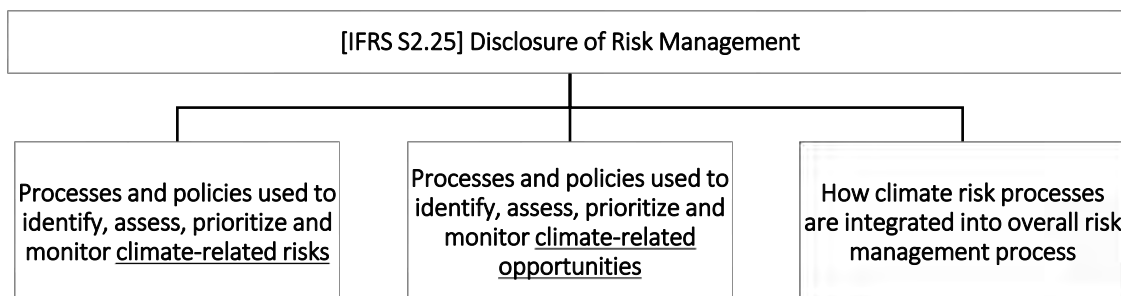 [IFRS S2.25] Disclosure of Risk Management
Processes and policies used to
identify, assess, prioritize and
monitor climate-related risks
Processes and policies used to
identify, assess, prioritize and
monitor climate-related
opportunities
How climate risk processes
are integrated into overall risk
management process